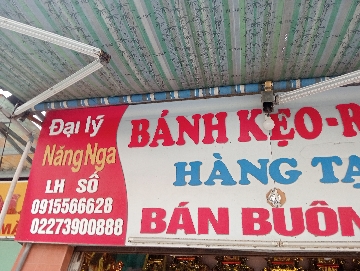 Đại lý
Năng Nga
LH SỐ
0915566628
02273900888
BÁNH KẸO-R
HÀNG TẠ
BÁN BUÔN